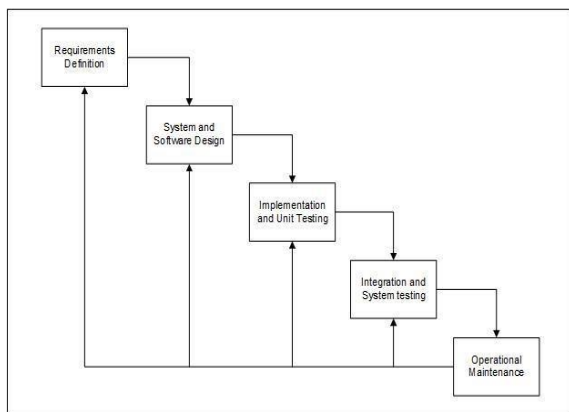 Requirements
Definition
System and
Software Design
Implementation
and Unit Testing
Integration and
System testing
Operational
Maintenance